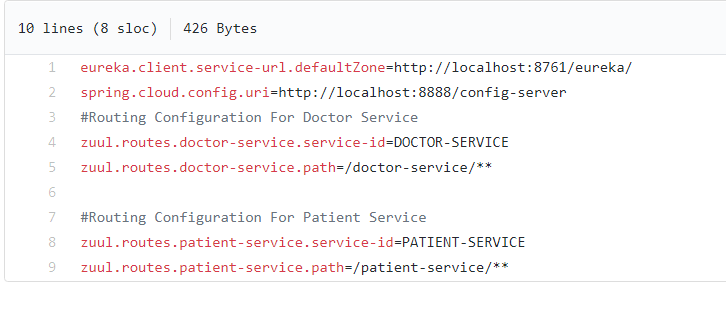 10 lines (8 sloc) 426 Bytes
1 eureka.client.service-url.defaultZone=http://localhost:8761/eureka/
2 spring.cloud.config.uri=http://localhost:8888/config-server
3 #Routing Configuration For Doctor Service
4 zuul.routes.doctor-service.service-id=DOCTOR-SERVICE
5 zuul.routes.doctor-service.path=/doctor-service/**
6
7 #Routing Configuration For Patient Service
8 zuul.routes.patient-service.service-id=PATIENT-SERVICE
9 zuul.routes.patient-service.path=/patient-service/**